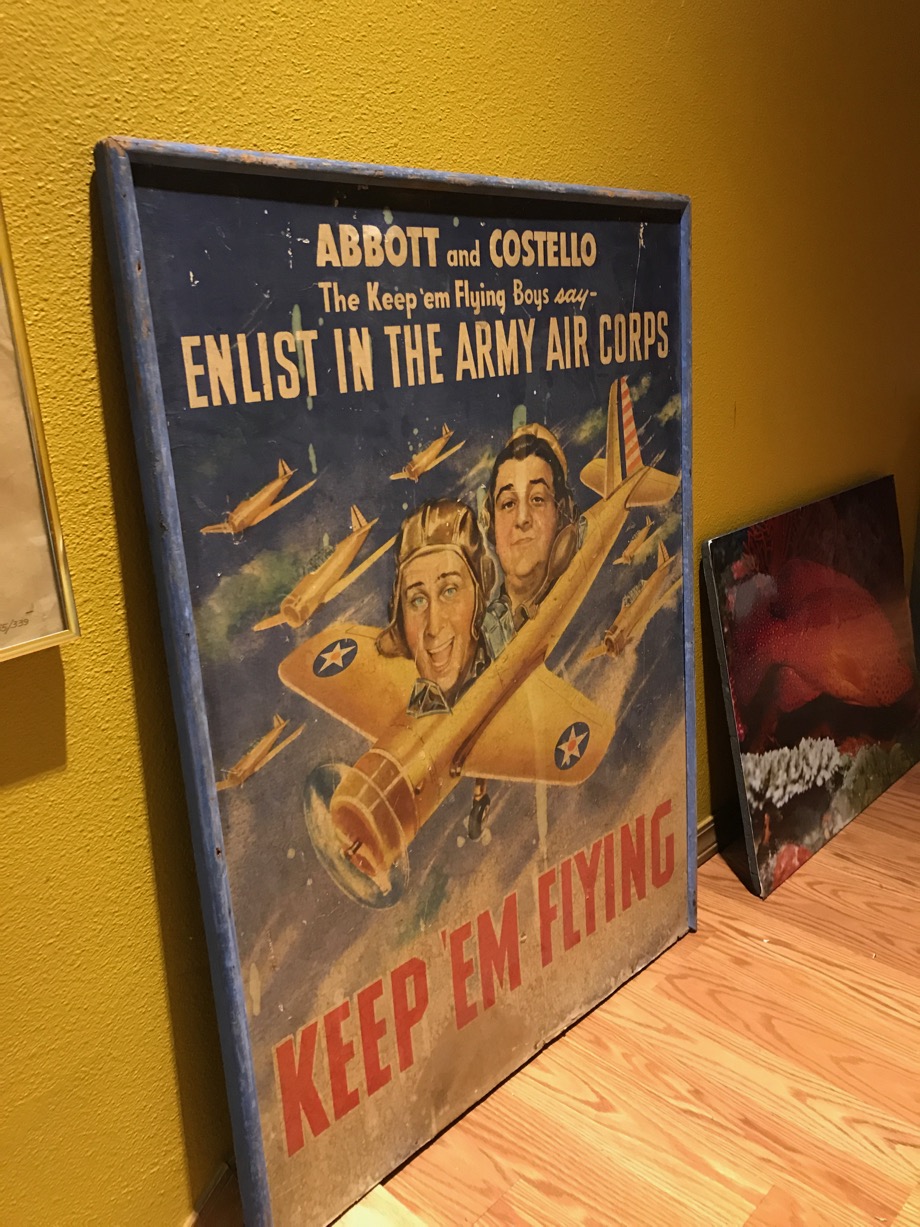 ABBOTT and COSTELLO
The Keep 'em Flying Boys say-
ENLIST IN THE ARMY AIR CORPS
KEEP 'EM FLYING